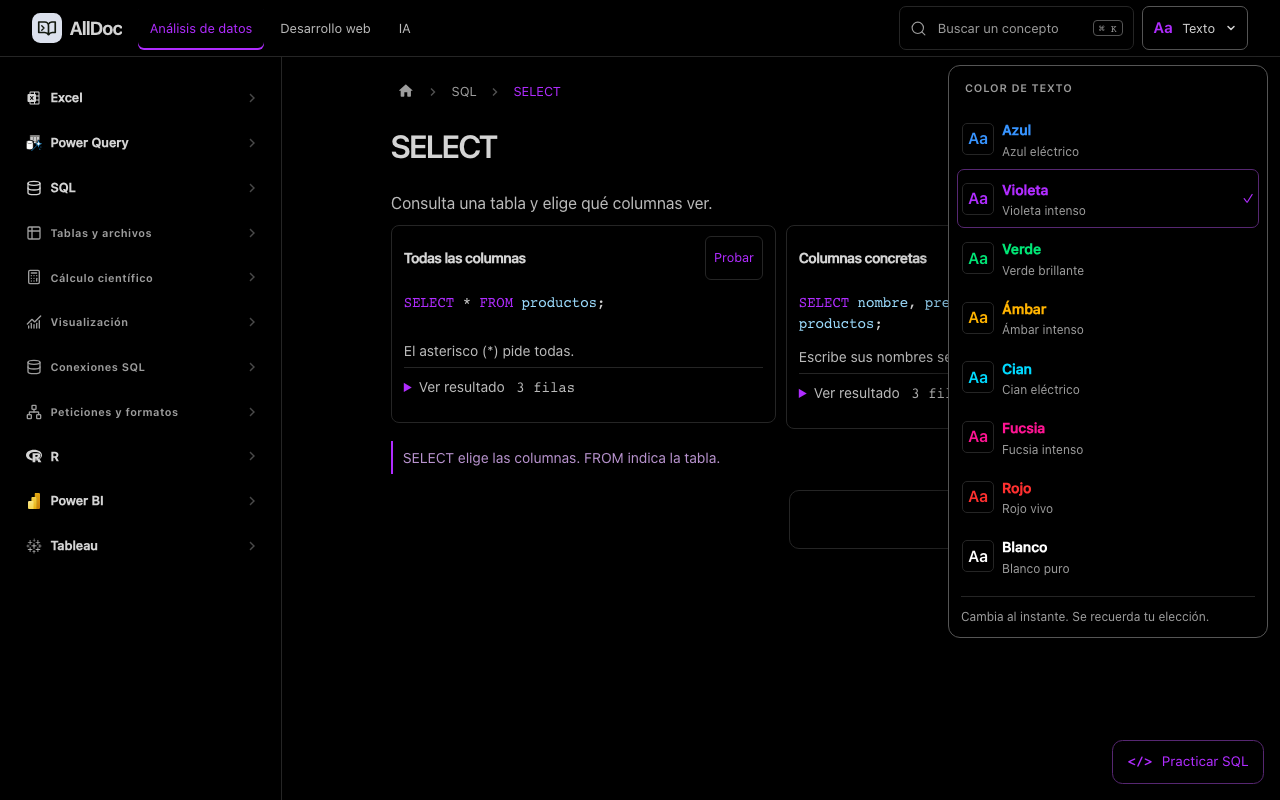 AllDoc
Análisis de datos
Desarrollo web
IA
Buscar un concepto
⌘ K
Aa Texto
Excel
Power Query
SQL
Tablas y archivos
Cálculo científico
Visualización
Conexiones SQL
Peticiones y formatos
R
Power BI
Tableau
SQL
SELECT
SELECT
Consulta una tabla y elige qué columnas ver.
Todas las columnas
Probar
SELECT * FROM productos;
El asterisco (*) pide todas.
Ver resultado 3 filas
Columnas concretas
SELECT nombre, pre
productos;
Escribe sus nombres se
Ver resultado 3 fil
SELECT elige las columnas. FROM indica la tabla.
COLOR DE TEXTO
Aa Azul
Azul eléctrico
Aa Violeta
Violeta intenso
Aa Verde
Verde brillante
Aa Ámbar
Ámbar intenso
Aa Cian
Cian eléctrico
Aa Fucsia
Fucsia intenso
Aa Rojo
Rojo vivo
Aa Blanco
Blanco puro
Cambia al instante. Se recuerda tu elección.
</> Practicar SQL